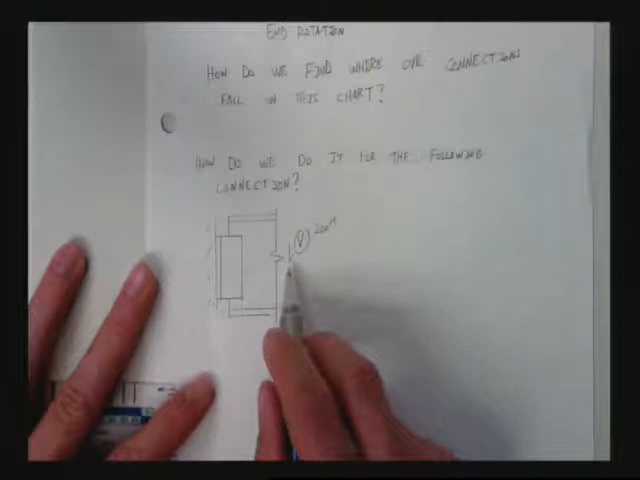 END ROTATION
HOW DO WE FIND WHERE OUR CONNECTIONS
FALL ON THIS CHART?
HOW DO WE DO IT FOR THE FOLLOWING
CONNECTION?
V